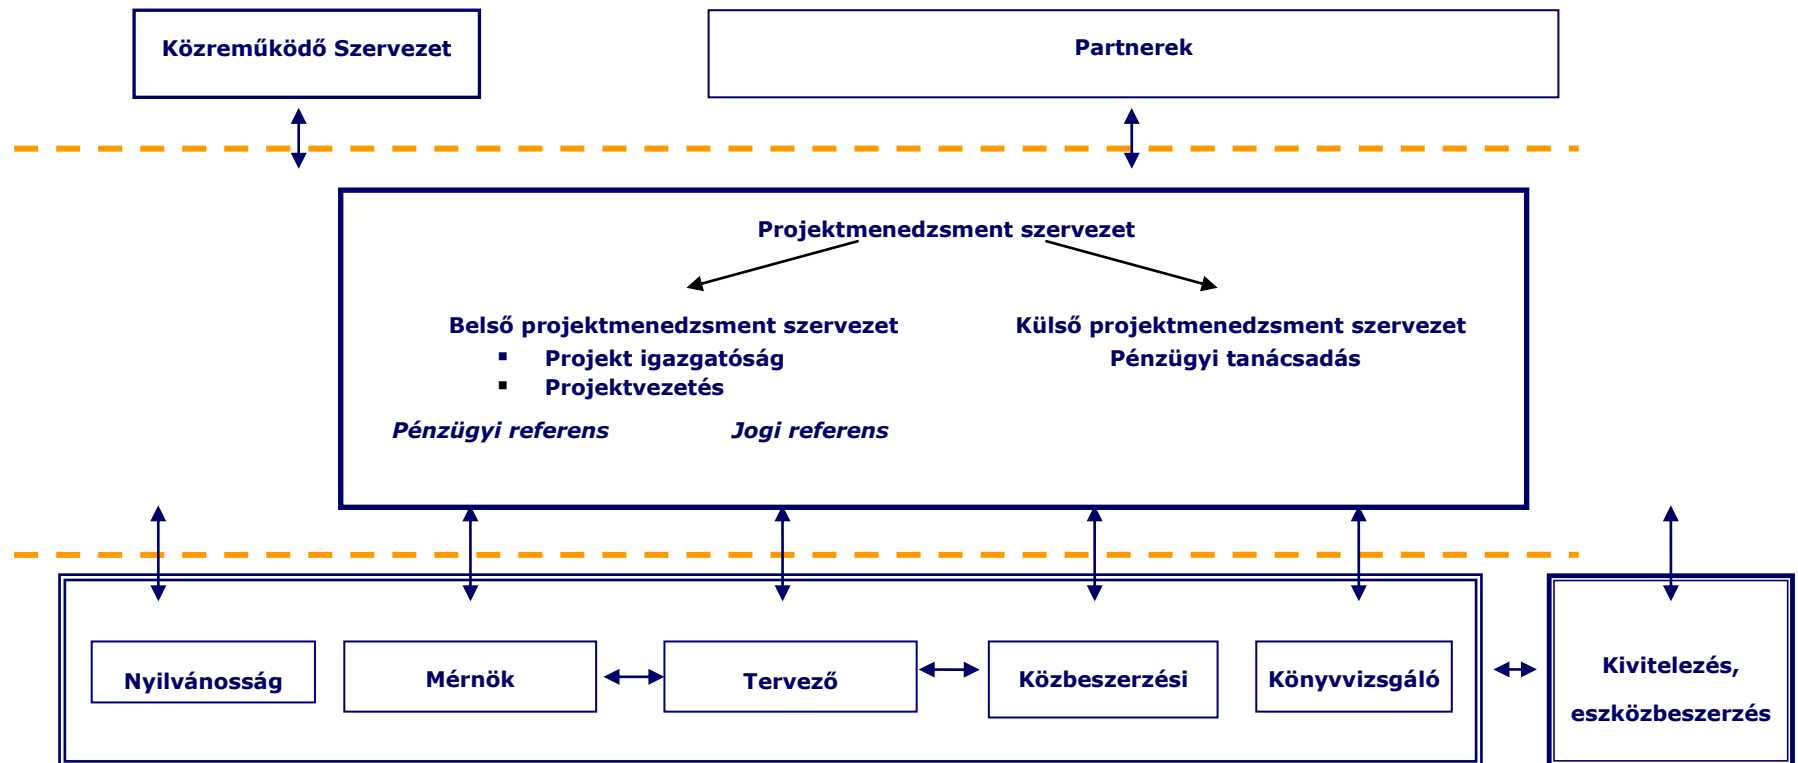 Közreműködő Szervezet
Partnerek
Projektmenedzsment szervezet
Belső projektmenedzsment szervezet
Külső projektmenedzsment szervezet
▪ Projekt igazgatóság
Pénzügyi tanácsadás
▪ Projektvezetés
Pénzügyi referens
Jogi referens
Nyilvánosság
Mérnök
Tervező
Közbeszerzési
Könyvvizsgáló
Kivitelezés,
eszközbeszerzés